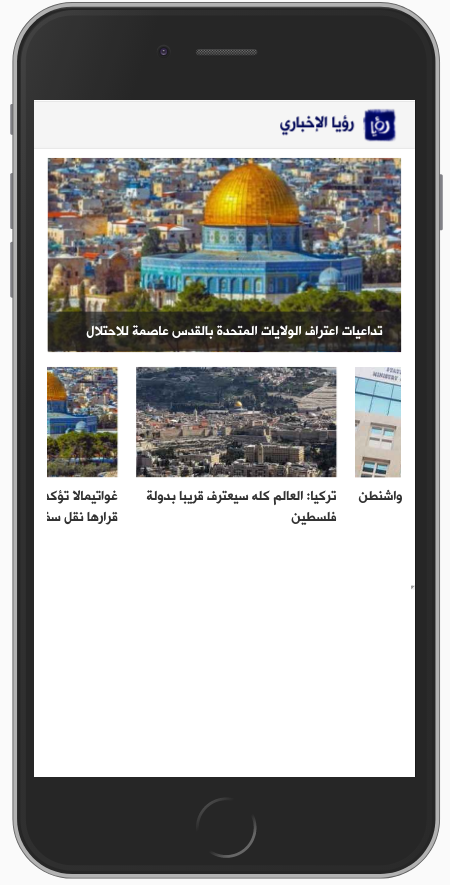 رؤيا الإخباري
رؤيا
تداعيات اعتراف الولايات المتحدة بالقدس عاصمة للاحتلال
واشنطن
تركيا: العالم كله سيعترف قريبا بدولة
فلسطين
غواتيمالا تؤكد
قرارها نقل